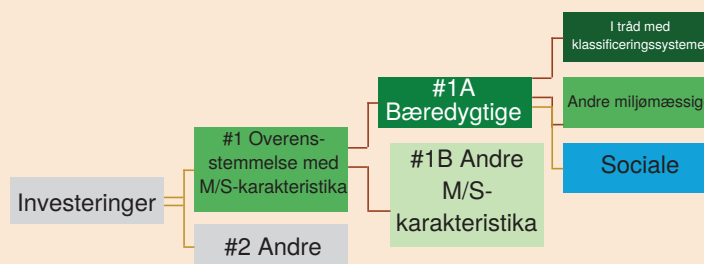 Investeringer
#1 Overens-
stemmelse med
M/S-karakteristika
#2 Andre
#1A
Bæredygtige
#1B Andre
M/S-
karakteristika
I tråd med
klassificeringssysteme
Andre miljømæssig
Sociale